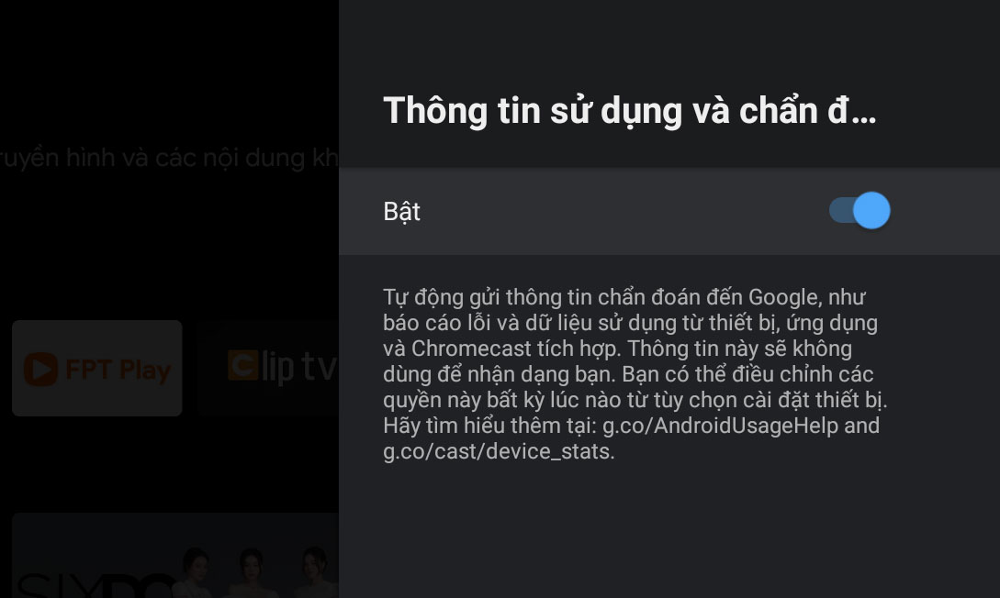 Thông tin sử dụng và chẩn đ...
ruyền hình và các nội dung kh
Bật
Tự động gửi thông tin chẩn đoán đến Google, như
báo cáo lỗi và dữ liệu sử dụng từ thiết bị, ứng dụng
và Chromecast tích hợp. Thông tin này sẽ không
dùng để nhận dạng bạn. Bạn có thể điều chỉnh các
quyền này bất kỳ lúc nào từ tùy chọn cài đặt thiết bị.
Hãy tìm hiểu thêm tại: g.co/AndroidUsageHelp and
g.co/cast/device_stats.
FPT Play
Clip tv